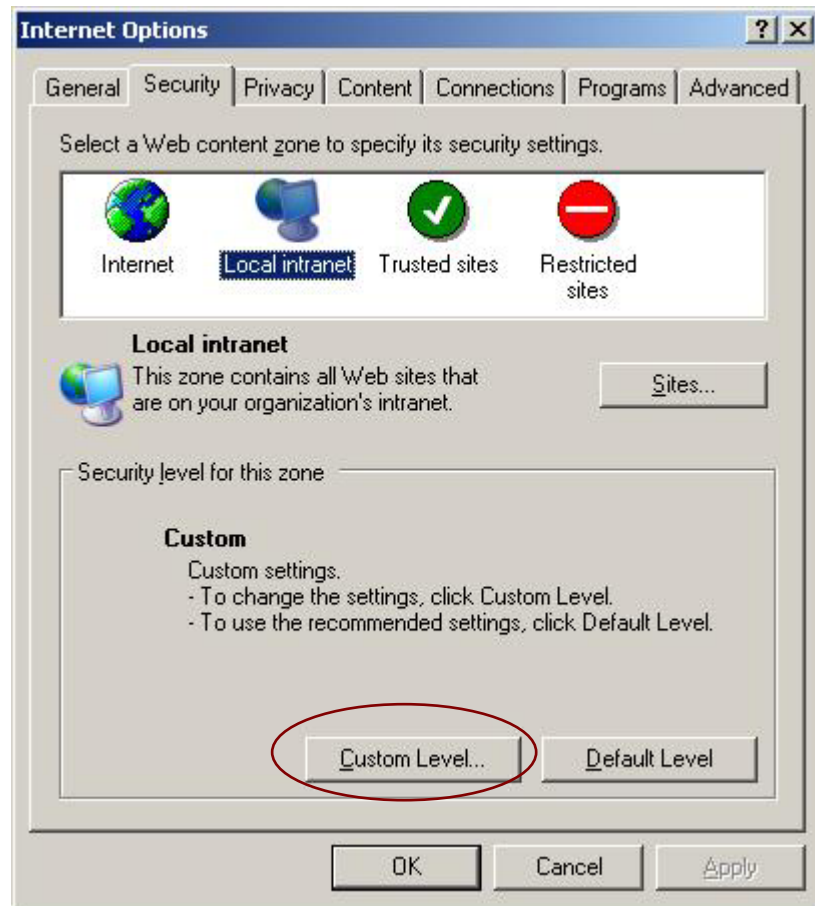 Internet Options
General Security Privacy Content Connections Programs Advanced
Select a Web content zone to specify its security settings.
Internet Local intranet Trusted sites Restricted
sites
Local intranet
This zone contains all Web sites that
are on your organization's intranet.
Sites...
Security level for this zone
Custom
Custom settings.
- To change the settings, click Custom Level.
- To use the recommended settings, click Default Level.
Custom Level... Default Level
OK Cancel Apply